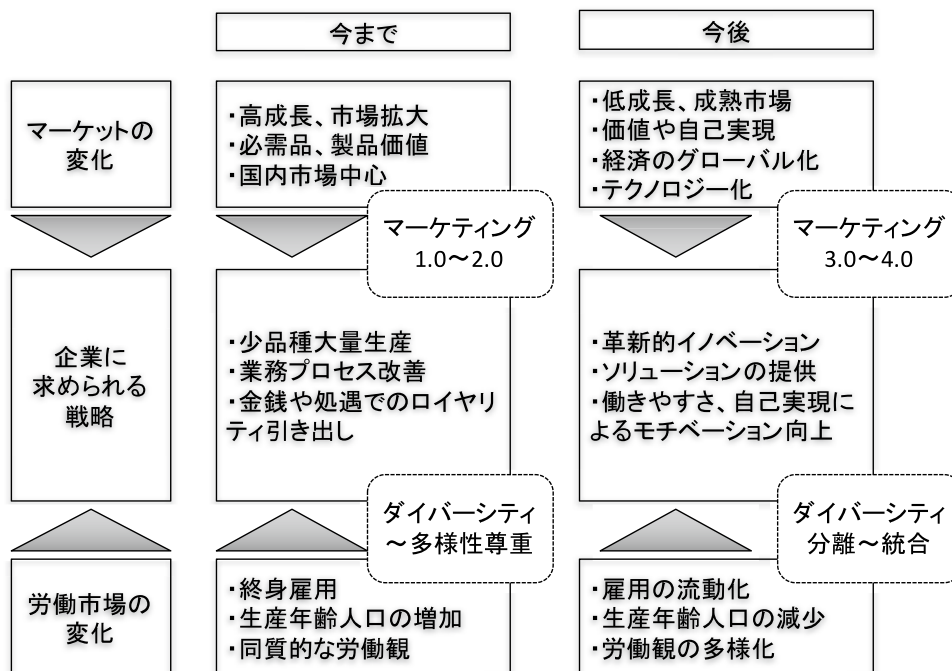 今まで
今後
マーケットの
変化
・高成長、市場拡大
・必需品、製品価値
・国内市場中心
・低成長、成熟市場
・価値や自己実現
・経済のグローバル化
・テクノロジー化
マーケティング
1.0～2.0
マーケティング
3.0～4.0
企業に
求められる
戦略
・少品種大量生産
・業務プロセス改善
・金銭や処遇でのロイヤリ
ティ引き出し
・革新的イノベーション
・ソリューションの提供
・働きやすさ、自己実現に
よるモチベーション向上
ダイバーシティ
～多様性尊重
ダイバーシティ
分離～統合
労働市場の
変化
・終身雇用
・生産年齢人口の増加
・同質的な労働観
・雇用の流動化
・生産年齢人口の減少
・労働観の多様化